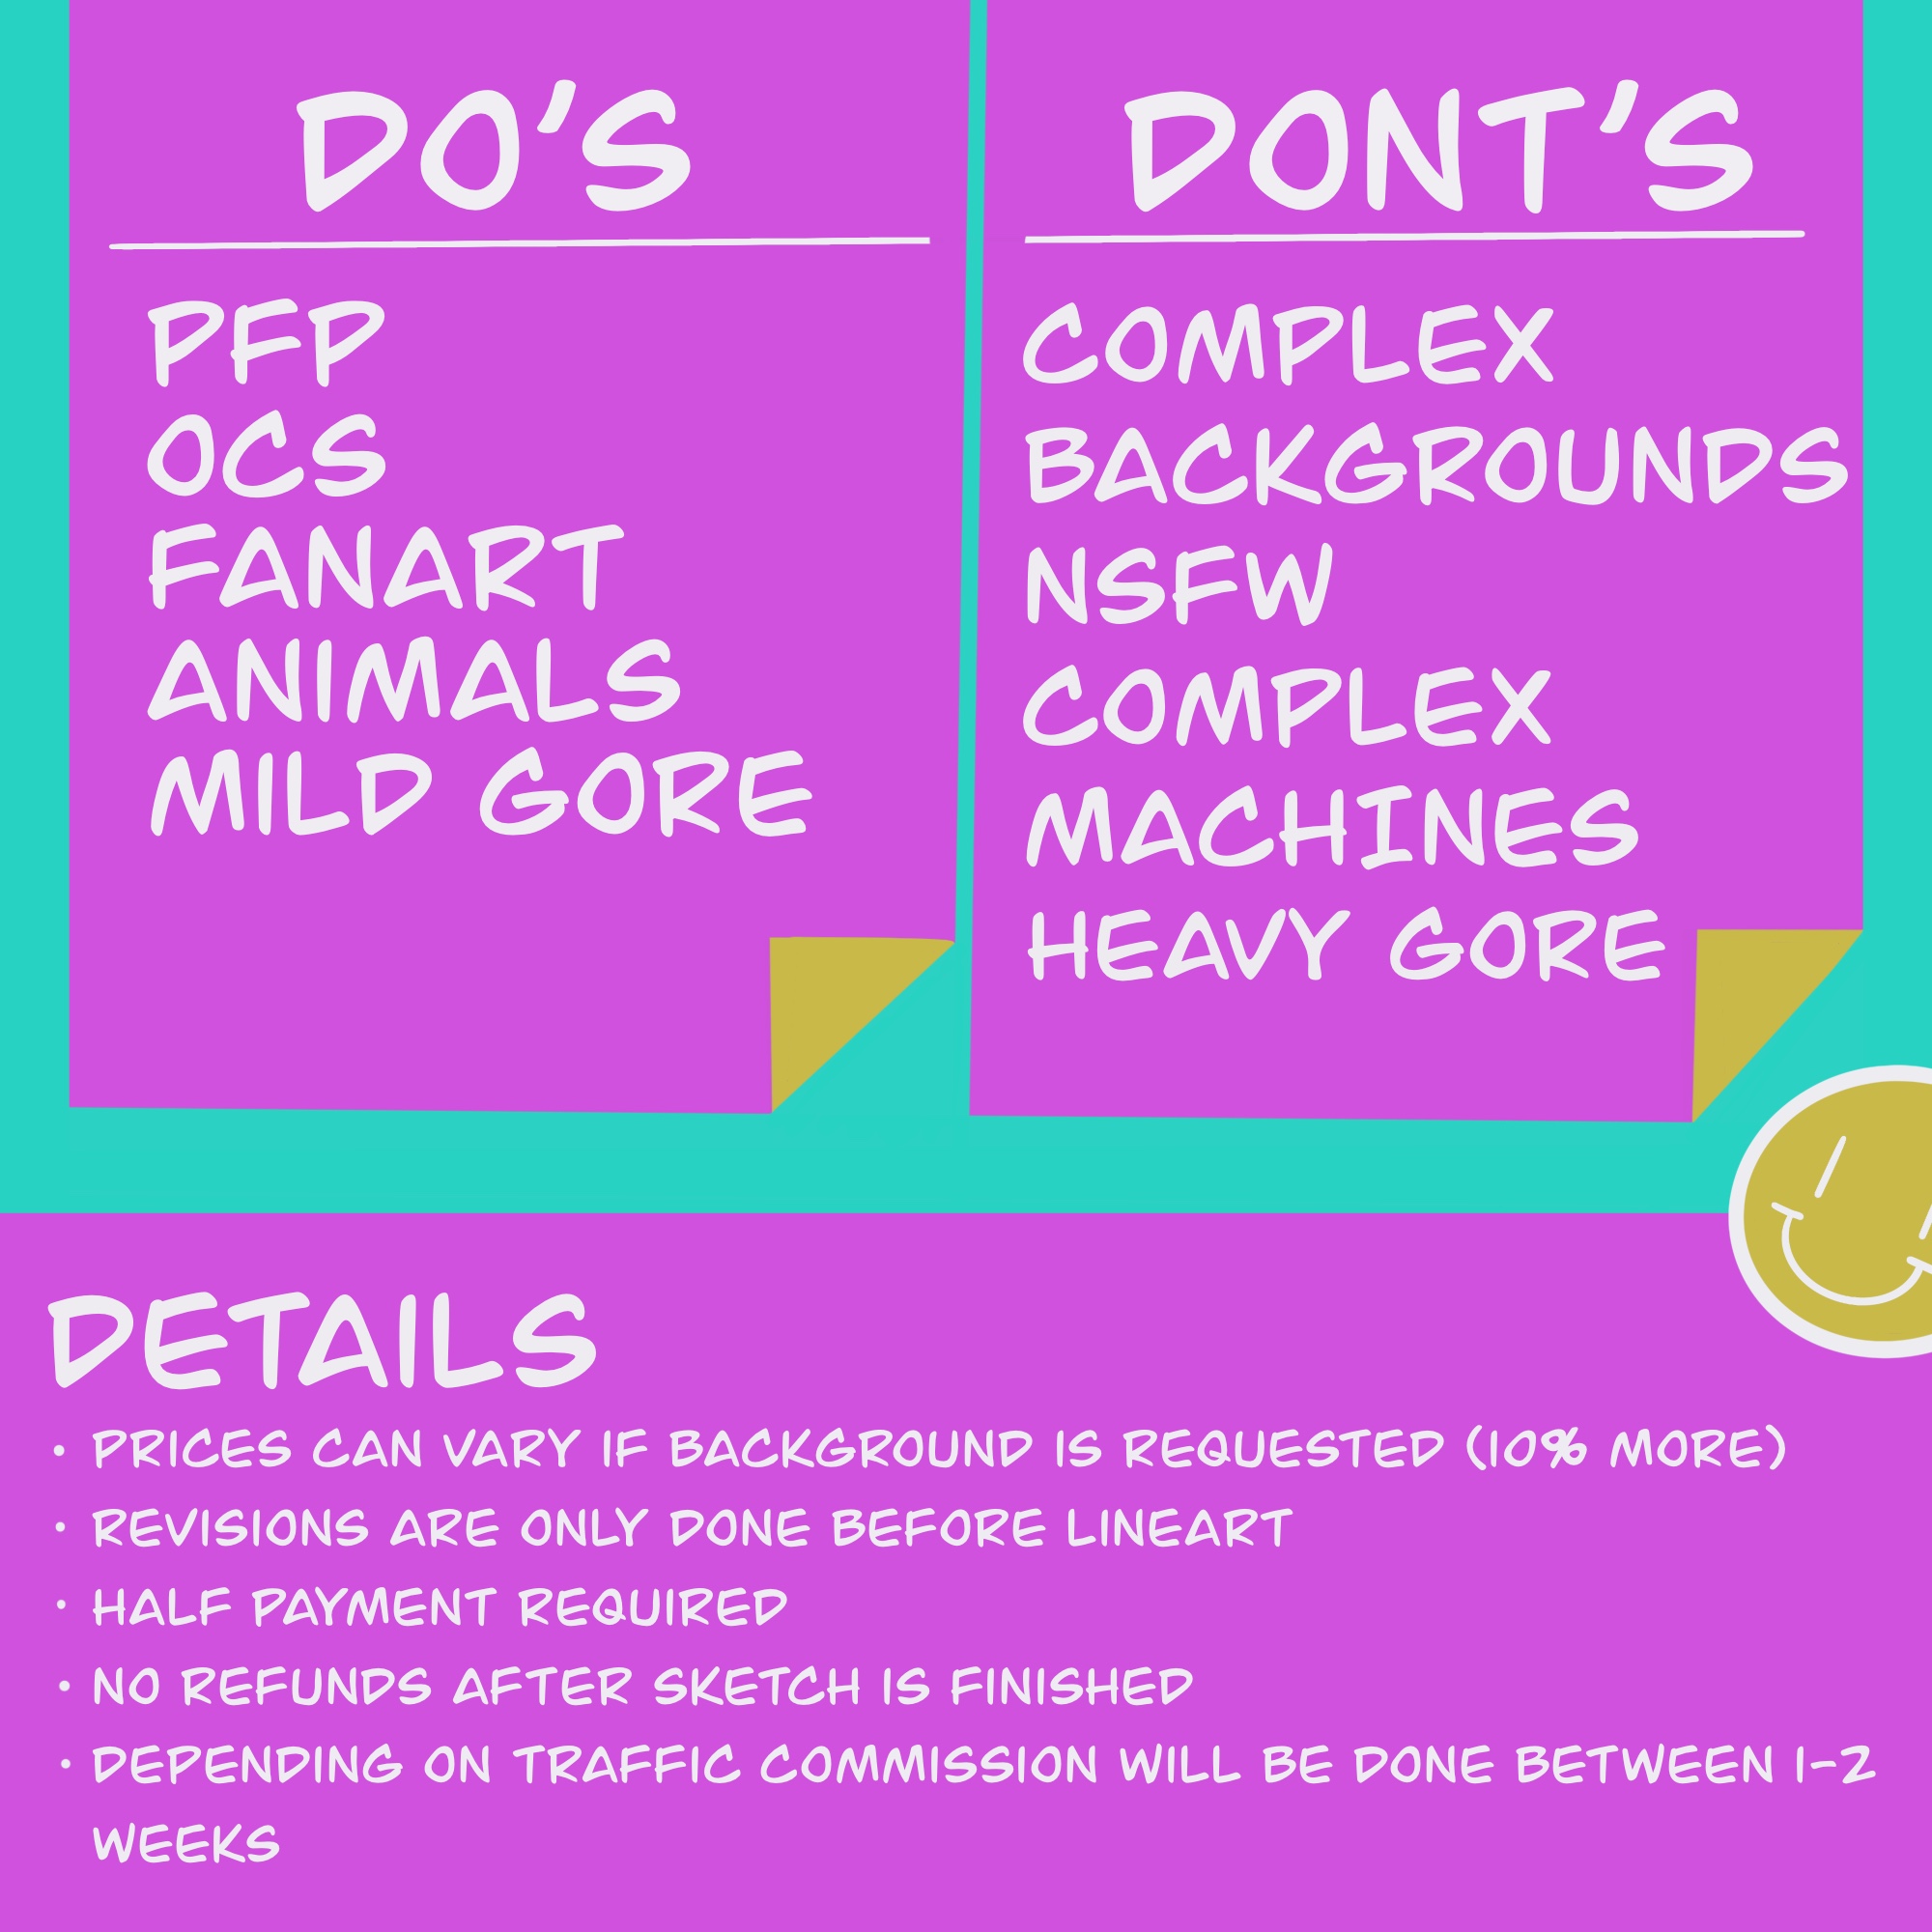 DO'S
PFP
OCS
FANART
ANIMALS
MILD GORE
DONT'S
COMPLEX
BACKGROUNDS
NSFW
COMPLEX
MACHINES
HEAVY GORE
DETAILS
• PRICES CAN VARY IF BACKGROUND IS REQUESTED (10% MORE)
• REVISIONS ARE ONLY DONE BEFORE LINEART
• HALF PAYMENT REQUIRED
• NO REFUNDS AFTER SKETCH IS FINISHED
• DEPENDING ON TRAFFIC COMMISSION WILL BE DONE BETWEEN 1-2
WEEKS